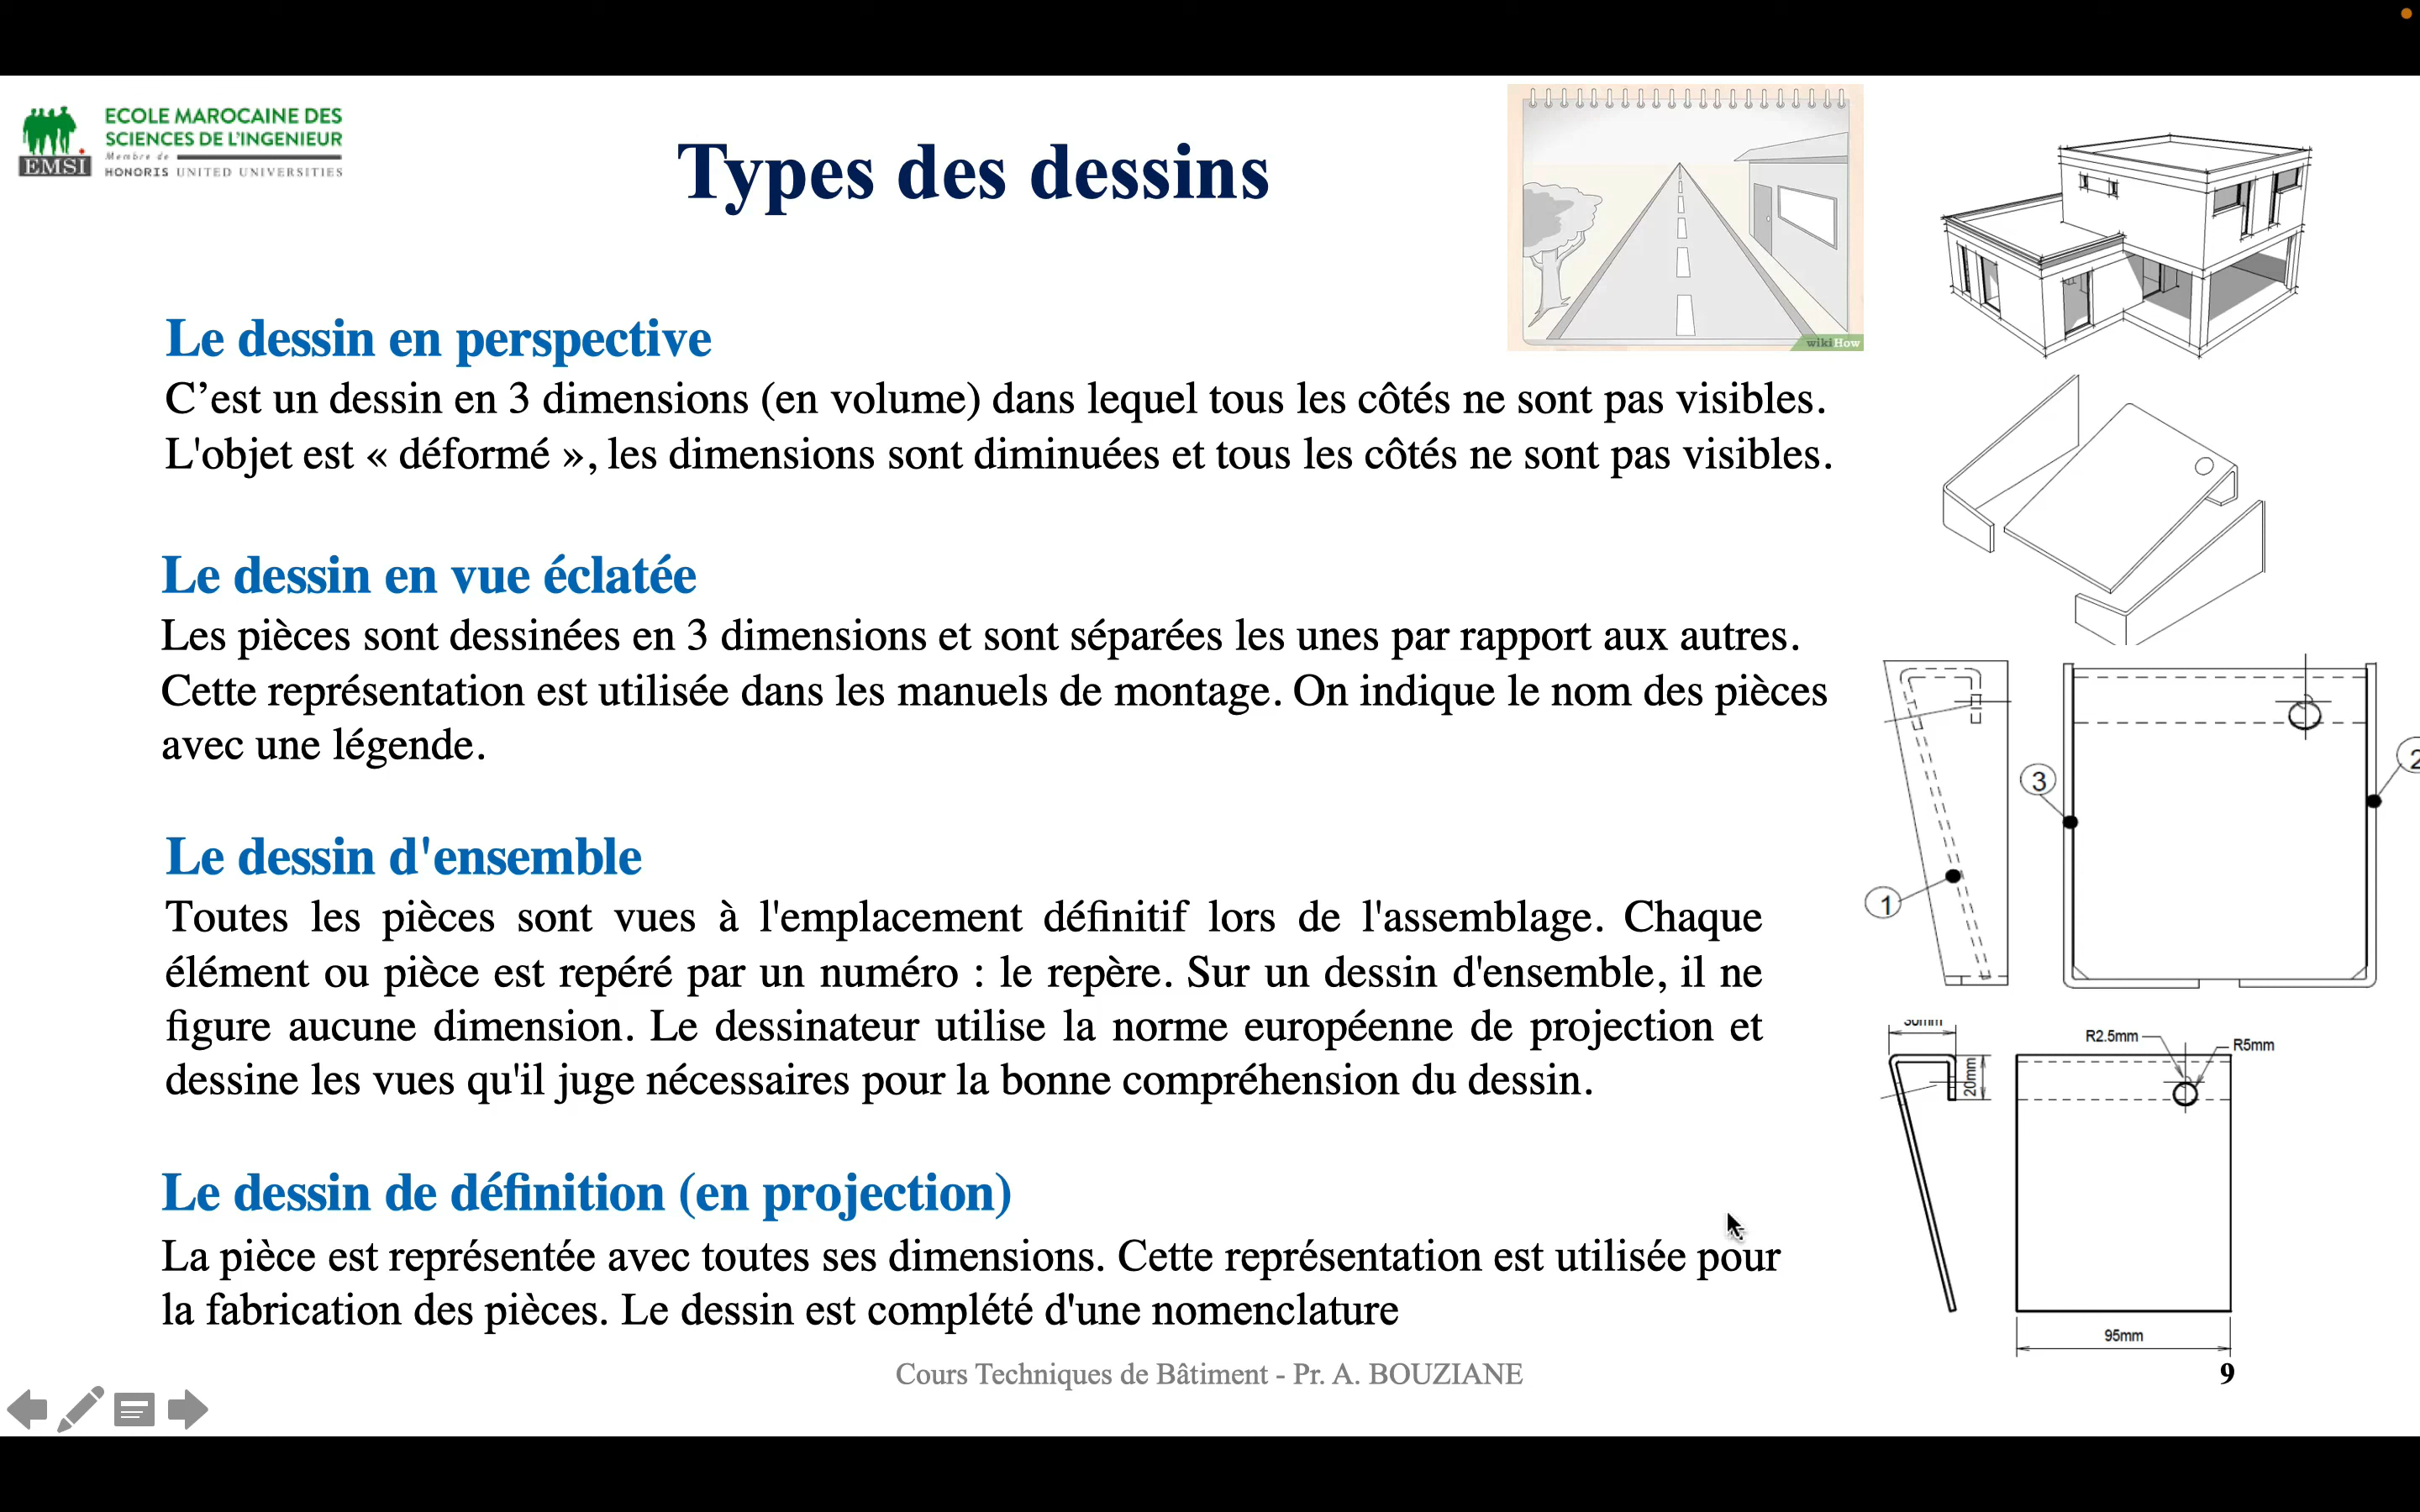 ECOLE MAROCAINE DES
SCIENCES DE L'INGENIEUR
Membre de
HONORIS UNITED UNIVERSITIES
EMSI
Types des dessins
wikiHow
Le dessin en perspective
C’est un dessin en 3 dimensions (en volume) dans lequel tous les côtés ne sont pas visibles.
L'objet est « déformé », les dimensions sont diminuées et tous les côtés ne sont pas visibles.
Le dessin en vue éclatée
Les pièces sont dessinées en 3 dimensions et sont séparées les unes par rapport aux autres.
Cette représentation est utilisée dans les manuels de montage. On indique le nom des pièces
avec une légende.
Le dessin d'ensemble
Toutes les pièces sont vues à l'emplacement définitif lors de l'assemblage. Chaque
élément ou pièce est repéré par un numéro : le repère. Sur un dessin d'ensemble, il ne
figure aucune dimension. Le dessinateur utilise la norme européenne de projection et
dessine les vues qu'il juge nécessaires pour la bonne compréhension du dessin.
2
3
1
Le dessin de définition (en projection)
La pièce est représentée avec toutes ses dimensions. Cette représentation est utilisée pour
la fabrication des pièces. Le dessin est complété d'une nomenclature
20mm
R2.5mm
R5mm
95mm
Cours Techniques de Bâtiment - Pr. A. BOUZIANE
9